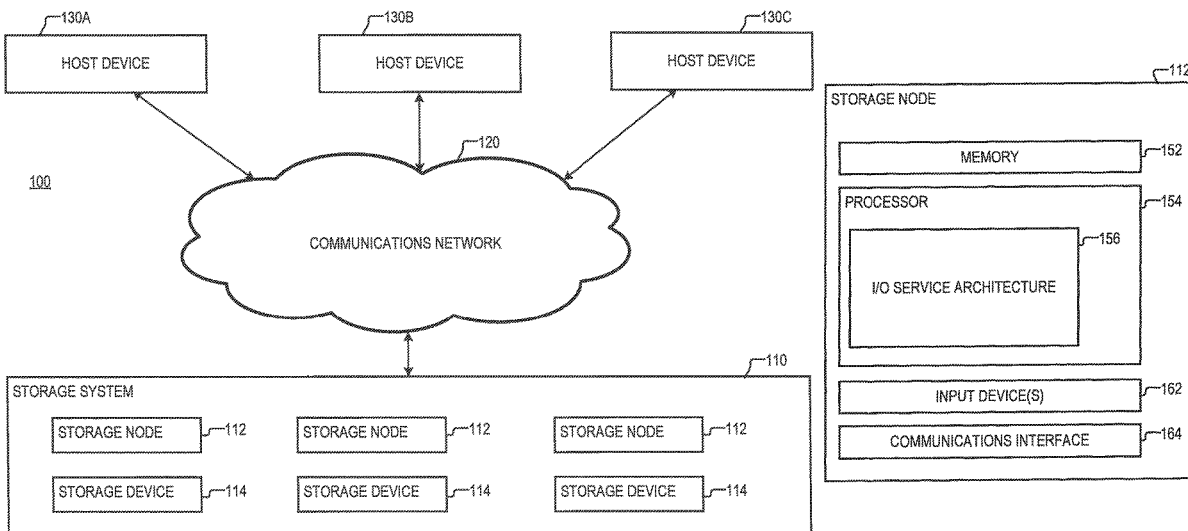 130A
130B
130C
HOST DEVICE
HOST DEVICE
HOST DEVICE
120
100
COMMUNICATIONS NETWORK
110
STORAGE SYSTEM
STORAGE NODE
112
STORAGE NODE
112
STORAGE NODE
112
STORAGE DEVICE
114
STORAGE DEVICE
114
STORAGE DEVICE
114
112
STORAGE NODE
MEMORY
152
PROCESSOR
154
156
I/O SERVICE ARCHITECTURE
INPUT DEVICE(S)
162
COMMUNICATIONS INTERFACE
164